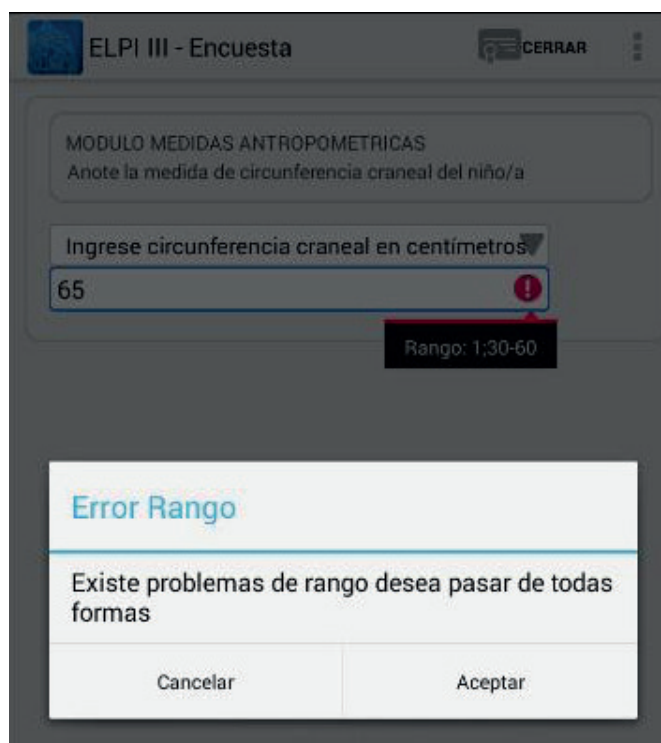 ELPI III - Encuesta
CERRAR
MODULO MEDIDAS ANTROPOMETRICAS
Anote la medida de circunferencia craneal del niño/a
Ingrese circunferencia craneal en centímetros
65
Rango: 1;30-60
Error Rango
Existe problemas de rango desea pasar de todas
formas
Cancelar
Aceptar